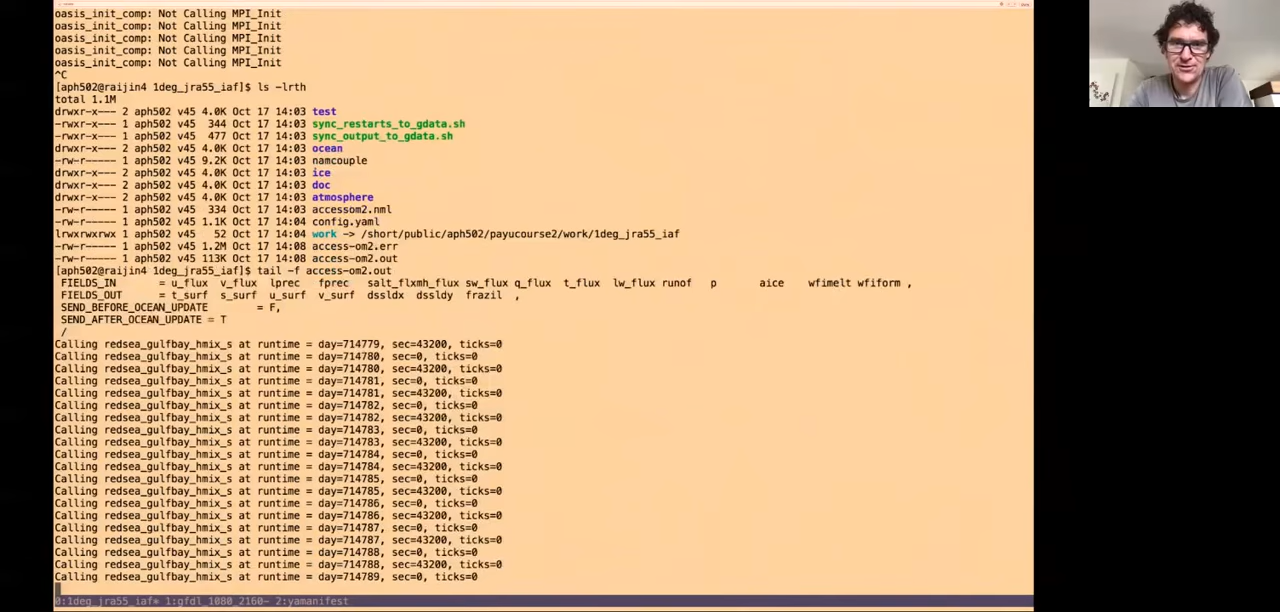 oasis_init_comp: Not Calling MPI_Init
oasis_init_comp: Not Calling MPI_Init
oasis_init_comp: Not Calling MPI_Init
oasis_init_comp: Not Calling MPI_Init
oasis_init_comp: Not Calling MPI_Init
^C
[aph502@raijin4 1deg_jra55_iaf]$ ls -lrth
total 1.1M
drwxr-x--- 2 aph502 v45 4.0K Oct 17 14:03 test
-rwxr-x--- 1 aph502 v45  344 Oct 17 14:03 sync_restarts_to_gdata.sh
-rwxr-x--- 1 aph502 v45  477 Oct 17 14:03 sync_output_to_gdata.sh
drwxr-x--- 2 aph502 v45 4.0K Oct 17 14:03 ocean
-rw-r----- 1 aph502 v45 9.2K Oct 17 14:03 namcouple
drwxr-x--- 2 aph502 v45 4.0K Oct 17 14:03 ice
drwxr-x--- 2 aph502 v45 4.0K Oct 17 14:03 doc
drwxr-x--- 2 aph502 v45 4.0K Oct 17 14:03 atmosphere
-rw-r----- 1 aph502 v45  334 Oct 17 14:03 accessom2.nml
-rw-r----- 1 aph502 v45 1.1K Oct 17 14:04 config.yaml
lrwxrwxrwx 1 aph502 v45   52 Oct 17 14:04 work -> /short/public/aph502/payucourse2/work/1deg_jra55_iaf
-rw-r----- 1 aph502 v45 1.2M Oct 17 14:08 access-om2.err
-rw-r----- 1 aph502 v45 113K Oct 17 14:08 access-om2.out
[aph502@raijin4 1deg_jra55_iaf]$ tail -f access-om2.out
FIELDS_IN       = u_flux  v_flux  lprec   fprec   salt_flxmh_flux sw_flux q_flux  t_flux  lw_flux runof   p       aice    wfimelt wfiform ,
FIELDS_OUT      = t_surf  s_surf  u_surf  v_surf  dssldx  dssldy  frazil  ,
SEND_BEFORE_OCEAN_UPDATE        = F,
SEND_AFTER_OCEAN_UPDATE = T
/
Calling redsea_gulfbay_hmix_s at runtime = day=714779, sec=43200, ticks=0
Calling redsea_gulfbay_hmix_s at runtime = day=714780, sec=0, ticks=0
Calling redsea_gulfbay_hmix_s at runtime = day=714780, sec=43200, ticks=0
Calling redsea_gulfbay_hmix_s at runtime = day=714781, sec=0, ticks=0
Calling redsea_gulfbay_hmix_s at runtime = day=714781, sec=43200, ticks=0
Calling redsea_gulfbay_hmix_s at runtime = day=714782, sec=0, ticks=0
Calling redsea_gulfbay_hmix_s at runtime = day=714782, sec=43200, ticks=0
Calling redsea_gulfbay_hmix_s at runtime = day=714783, sec=0, ticks=0
Calling redsea_gulfbay_hmix_s at runtime = day=714783, sec=43200, ticks=0
Calling redsea_gulfbay_hmix_s at runtime = day=714784, sec=0, ticks=0
Calling redsea_gulfbay_hmix_s at runtime = day=714784, sec=43200, ticks=0
Calling redsea_gulfbay_hmix_s at runtime = day=714785, sec=0, ticks=0
Calling redsea_gulfbay_hmix_s at runtime = day=714785, sec=43200, ticks=0
Calling redsea_gulfbay_hmix_s at runtime = day=714786, sec=0, ticks=0
Calling redsea_gulfbay_hmix_s at runtime = day=714786, sec=43200, ticks=0
Calling redsea_gulfbay_hmix_s at runtime = day=714787, sec=0, ticks=0
Calling redsea_gulfbay_hmix_s at runtime = day=714787, sec=43200, ticks=0
Calling redsea_gulfbay_hmix_s at runtime = day=714788, sec=0, ticks=0
Calling redsea_gulfbay_hmix_s at runtime = day=714788, sec=43200, ticks=0
Calling redsea_gulfbay_hmix_s at runtime = day=714789, sec=0, ticks=0
0:1deg_jra55_iaf* 1:gfdl_1080_2160- 2:yamanifest